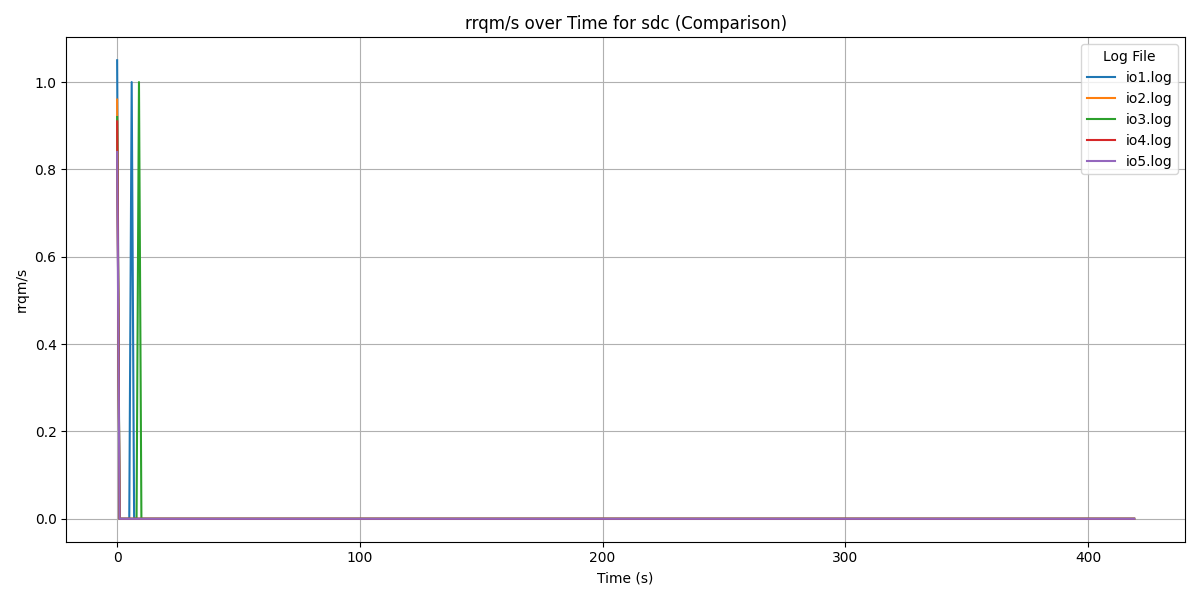 rrqm/s over Time for sdc (Comparison)
Log File
io1.log
io2.log
io3.log
io4.log
io5.log
rrqm/s
1.0
0.8
0.6
0.4
0.2
0.0
0
100
200
300
400
Time (s)